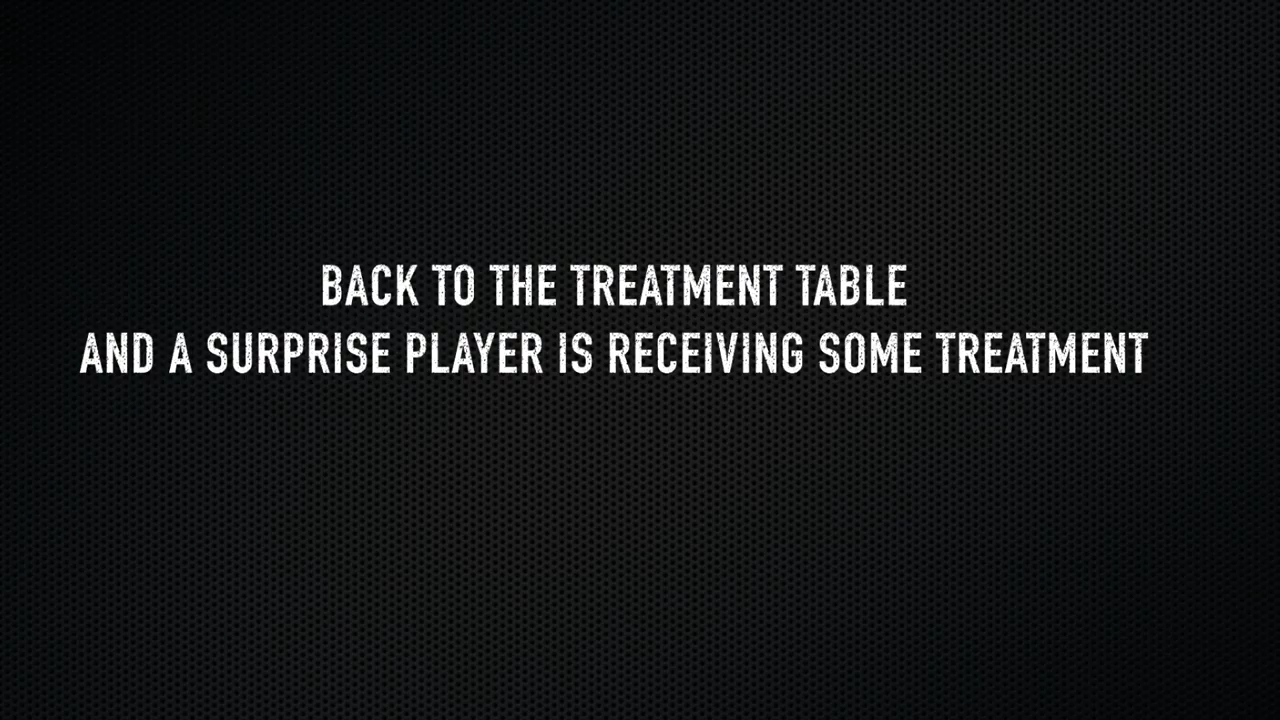 BACK TO THE TREATMENT TABLE
AND A SURPRISE PLAYER IS RECEIVING SOME TREATMENT